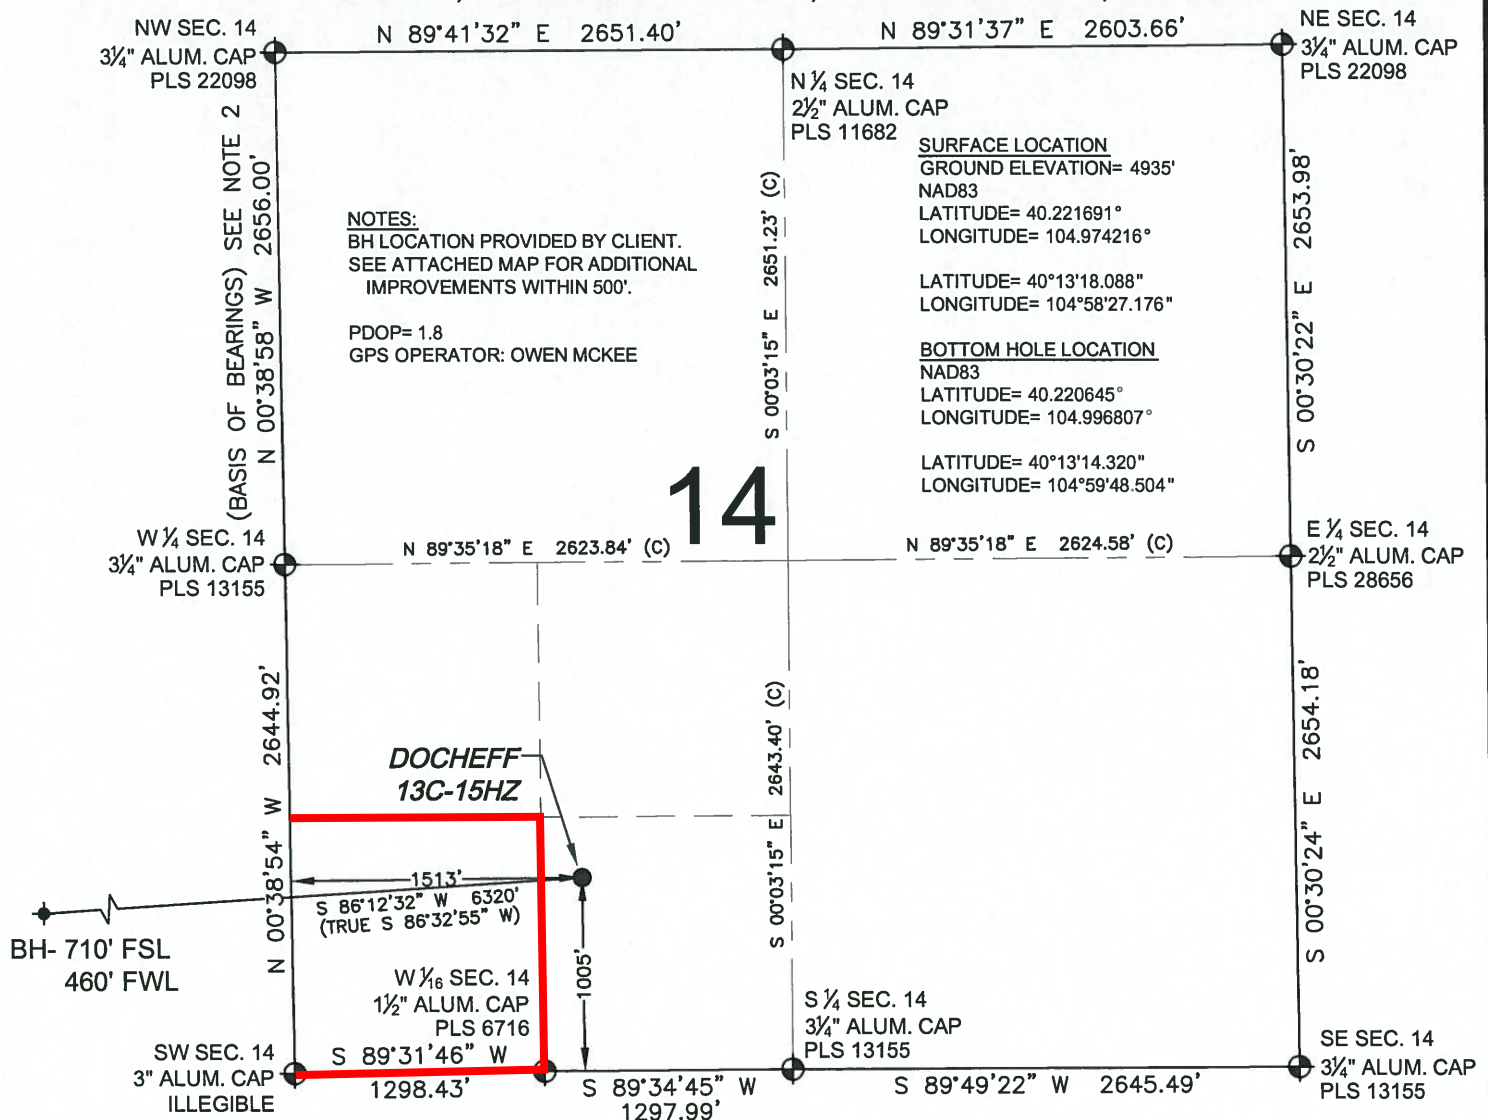 N 89°41'32" E 2651.40'
N 89°31'37" E 2603.66'
NW SEC. 14
3¼" ALUM. CAP
PLS 22098
NE SEC. 14
3¼" ALUM. CAP
PLS 22098
N ¼ SEC. 14
2½" ALUM. CAP
PLS 11682
SURFACE LOCATION
GROUND ELEVATION= 4935'
NAD83
LATITUDE= 40.221691°
LONGITUDE= 104.974216°
LATITUDE= 40°13'18.088"
LONGITUDE= 104°58'27.176"
BOTTOM HOLE LOCATION
NAD83
LATITUDE= 40.220645°
LONGITUDE= 104.996807°
LATITUDE= 40°13'14.320"
LONGITUDE= 104°59'48.504"
(BASIS OF BEARINGS) SEE NOTE 2
N 00°38'58" W 2656.00'
NOTES:
BH LOCATION PROVIDED BY CLIENT.
SEE ATTACHED MAP FOR ADDITIONAL
IMPROVEMENTS WITHIN 500'.
PDOP= 1.8
GPS OPERATOR: OWEN MCKEE
S 00°03'15" E 2651.23' (C)
S 00°30'22" E 2653.98'
14
W ¼ SEC. 14
3¼" ALUM. CAP
PLS 13155
N 89°35'18" E 2623.84' (C)
N 89°35'18" E 2624.58' (C)
E ¼ SEC. 14
2½" ALUM. CAP
PLS 28656
N 00°38'54" W 2644.92'
DOCHEFF
13C-15HZ
S 00°03'15" E 2643.40' (C)
S 00°30'24" E 2654.18'
1513'
S 86°12'32" W 6320'
(TRUE S 86°32'55" W)
1005'
BH- 710' FSL
460' FWL
W 1⁄16 SEC. 14
1½" ALUM. CAP
PLS 6716
S ¼ SEC. 14
3¼" ALUM. CAP
PLS 13155
SW SEC. 14
3" ALUM. CAP
ILLEGIBLE
S 89°31'46" W
1298.43'
S 89°34'45" W
1297.99'
S 89°49'22" W 2645.49'
SE SEC. 14
3¼" ALUM. CAP
PLS 13155